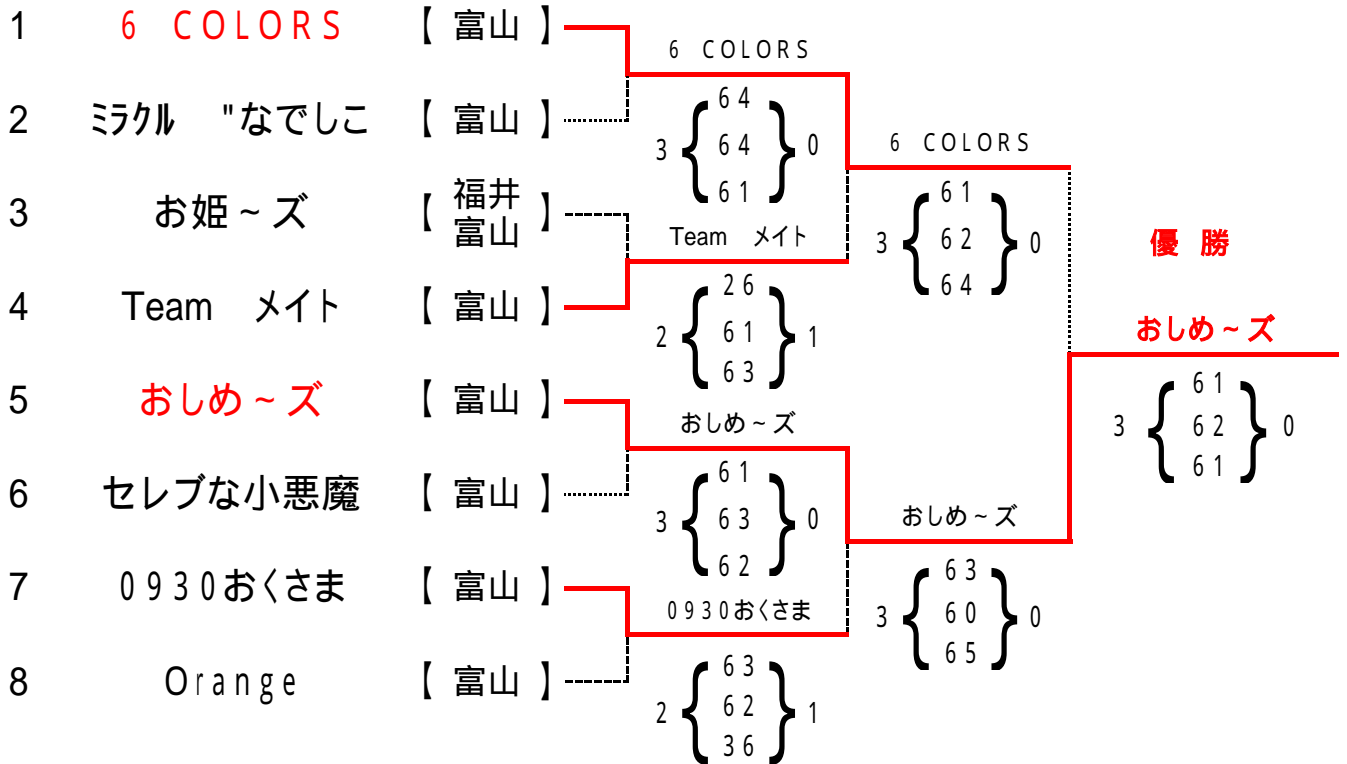 1 6 COLORS 【 富山 】
6 COLORS
2 ミラクル "なでしこ 【 富山 】
64
3 { 64 } 0
61
6 COLORS
3 お姫~ズ 【 福井 富山 】
Team メイト
61
3 { 62 } 0
64
4 Team メイト 【 富山 】
26
2 { 61 } 1
63
優 勝
おしめ~ズ
5 おしめ~ズ 【 富山 】
おしめ~ズ
61
3 { 62 } 0
61
6 セレブな小悪魔 【 富山 】
61
3 { 63 } 0
62
おしめ~ズ
7 0930おくさま 【 富山 】
0930おくさま
63
3 { 60 } 0
65
8 Orange 【 富山 】
63
2 { 62 } 1
36